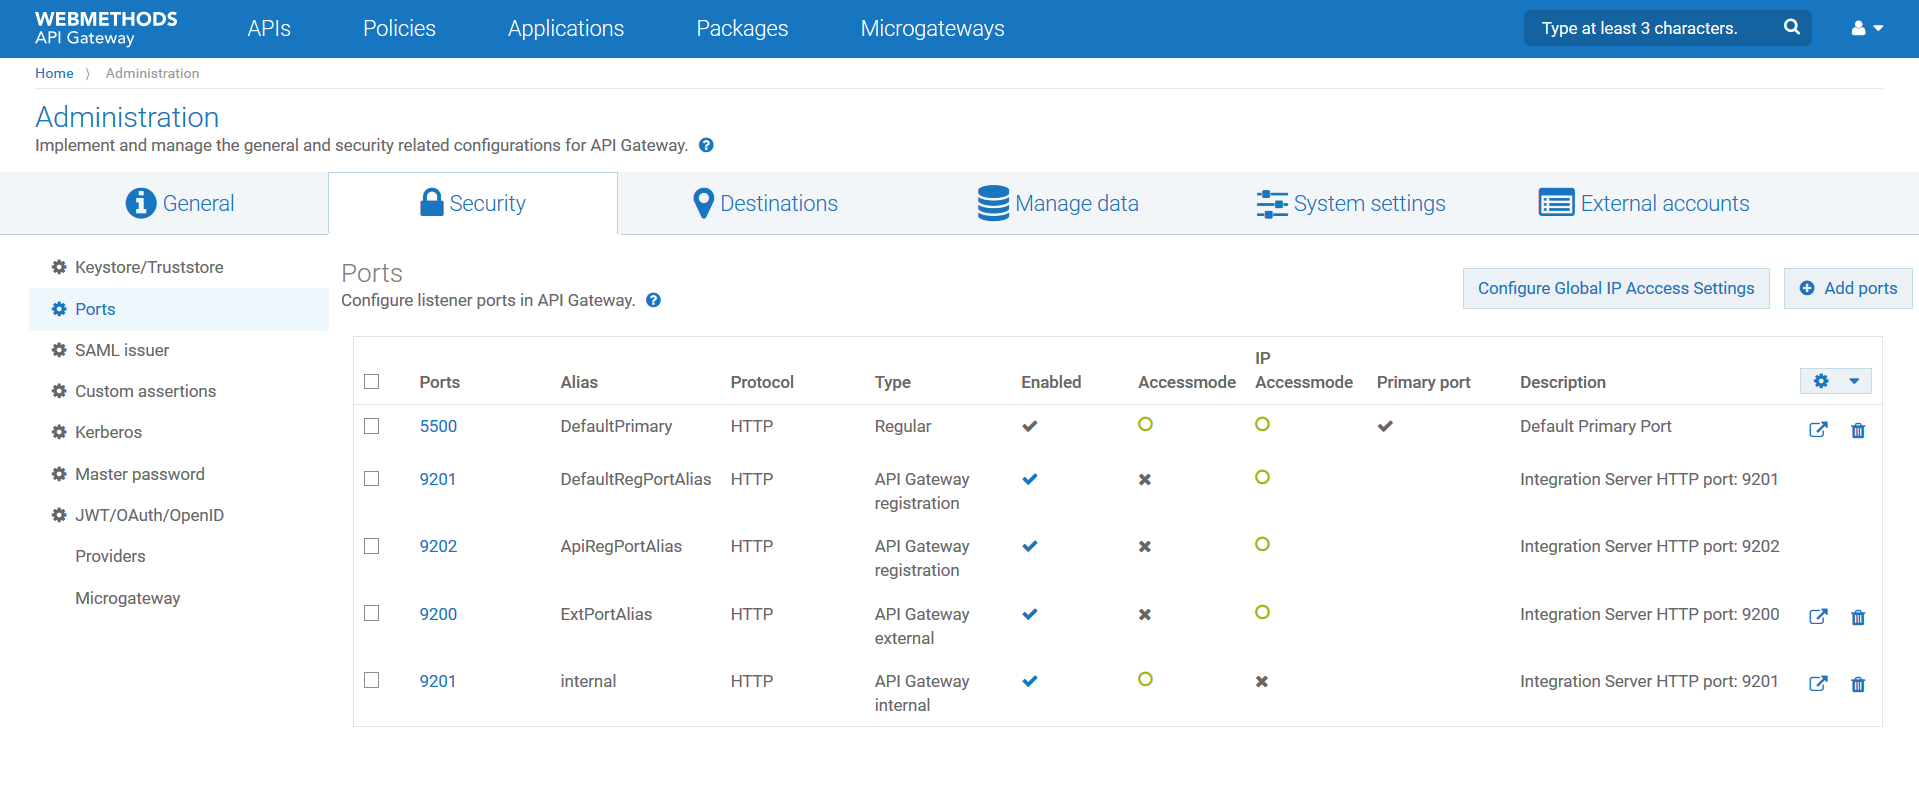 WEBMETHODS
API Gateway
APIs
Policies
Applications
Packages
Microgateways
Type at least 3 characters.
Home
Administration
Administration
Implement and manage the general and security related configurations for API Gateway.
General
Security
Destinations
Manage data
System settings
External accounts
Keystore/Truststore
Ports
SAML issuer
Custom assertions
Kerberos
Master password
JWT/OAuth/OpenID
Providers
Microgateway
Ports
Configure listener ports in API Gateway.
Configure Global IP Acccess Settings
Add ports
Ports Alias Protocol Type Enabled Accessmode IP Accessmode Primary port Description
5500 DefaultPrimary HTTP Regular Default Primary Port
9201 DefaultRegPortAlias HTTP API Gateway registration Integration Server HTTP port: 9201
9202 ApiRegPortAlias HTTP API Gateway registration Integration Server HTTP port: 9202
9200 ExtPortAlias HTTP API Gateway external Integration Server HTTP port: 9200
9201 internal HTTP API Gateway internal Integration Server HTTP port: 9201